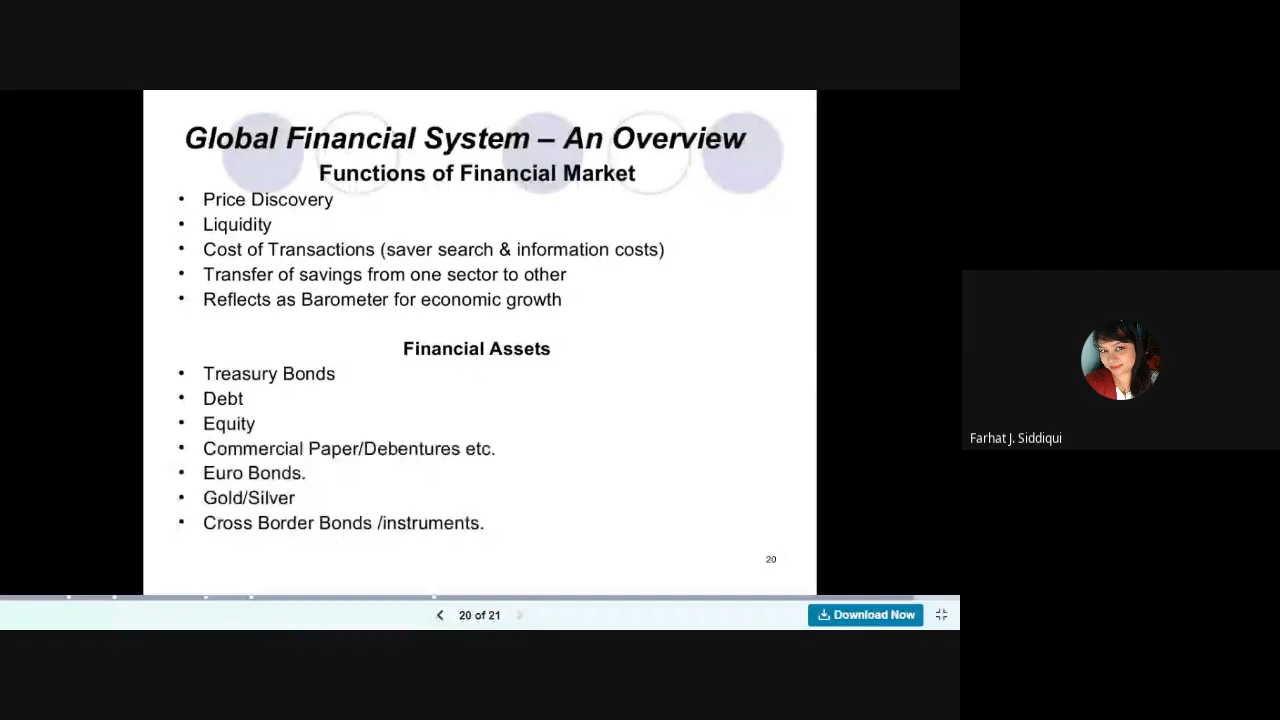 Global Financial System – An Overview
Functions of Financial Market
• Price Discovery
• Liquidity
• Cost of Transactions (saver search & information costs)
• Transfer of savings from one sector to other
• Reflects as Barometer for economic growth
Financial Assets
• Treasury Bonds
• Debt
• Equity
• Commercial Paper/Debentures etc.
• Euro Bonds.
• Gold/Silver
• Cross Border Bonds /instruments.
20
20 of 21
Download Now
Farhat J. Siddiqui